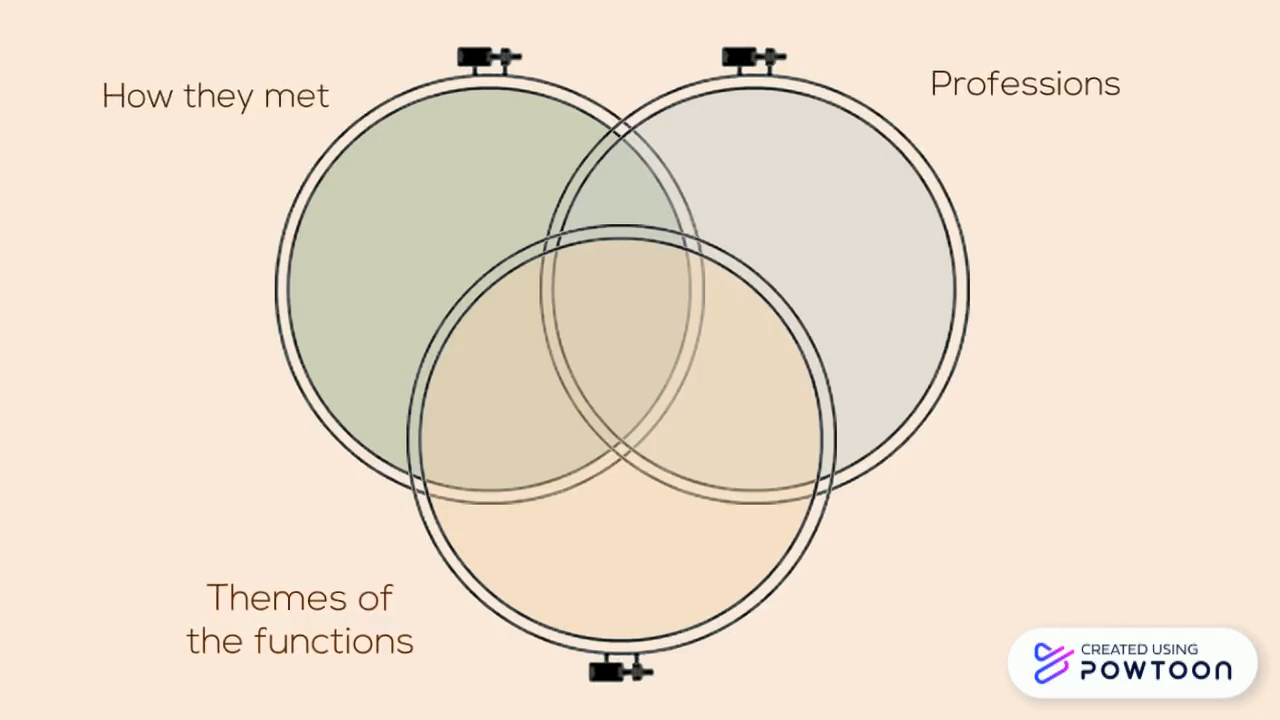 How they met
Professions
Themes of
the functions
CREATED USING
POWTOON